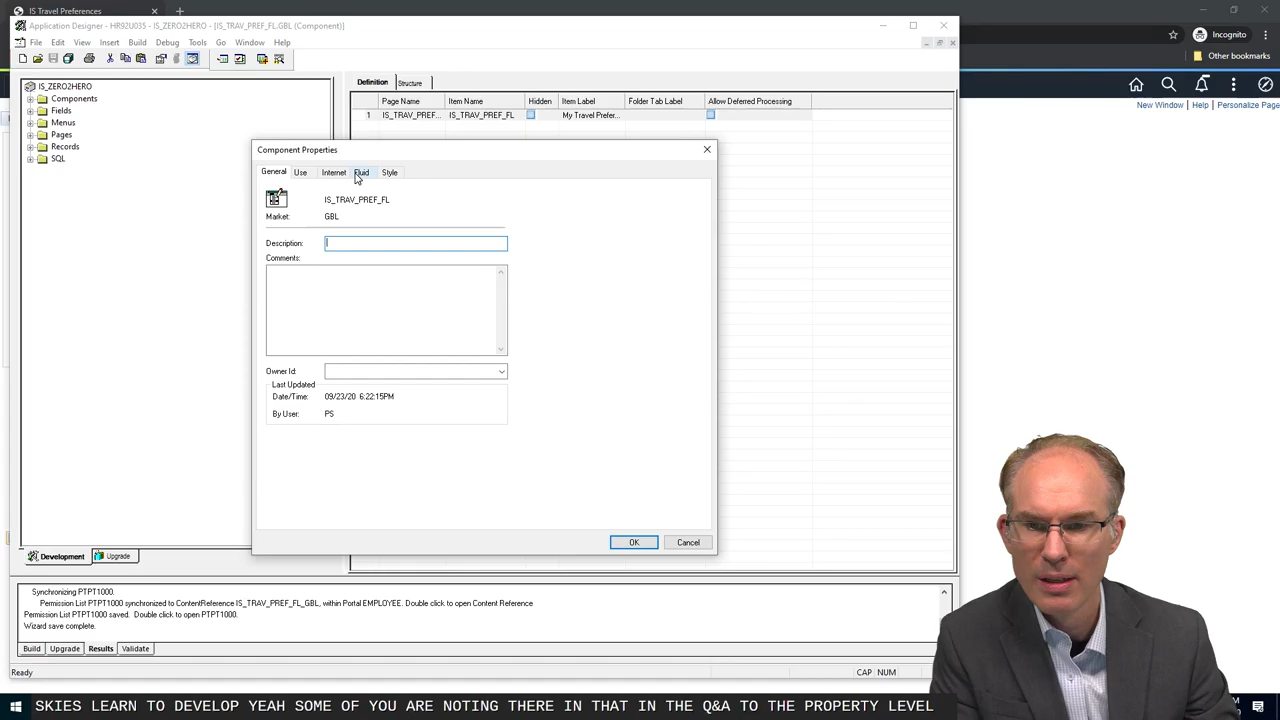 IS Travel Preferences
Application Designer - HR92U035 - IS_ZERO2HERO - [IS_TRAV_PREF_FL.GBL (Component)]
Incognito
File Edit View Insert Build Debug Tools Go Window Help
Other bookmarks
IS_ZERO2HERO
Components
Fields
Menus
Pages
Records
SQL
Definition Structure
Page Name Item Name Hidden Item Label Folder Tab Label Allow Deferred Processing
1 IS_TRAV_PREF... IS_TRAV_PREF_FL My Travel Prefer...
New Window | Help | Personalize Page
Component Properties
General Use Internet Fluid Style
IS_TRAV_PREF_FL
Market: GBL
Description:
Comments:
Owner Id:
Last Updated
Date/Time: 09/23/20 6:22:15PM
By User: PS
OK Cancel
Development Upgrade
Synchronizing PTPT1000.
Permission List PTPT1000 synchronized to ContentReference IS_TRAV_PREF_FL_GBL, within Portal EMPLOYEE. Double click to open Content Reference
Permission List PTPT1000 saved. Double click to open PTPT1000.
Wizard save complete.
Build Upgrade Results Validate
Ready CAP NUM
SKIES LEARN TO DEVELOP YEAH SOME OF YOU ARE NOTING THERE IN THAT IN THE Q&A TO THE PROPERTY LEVEL